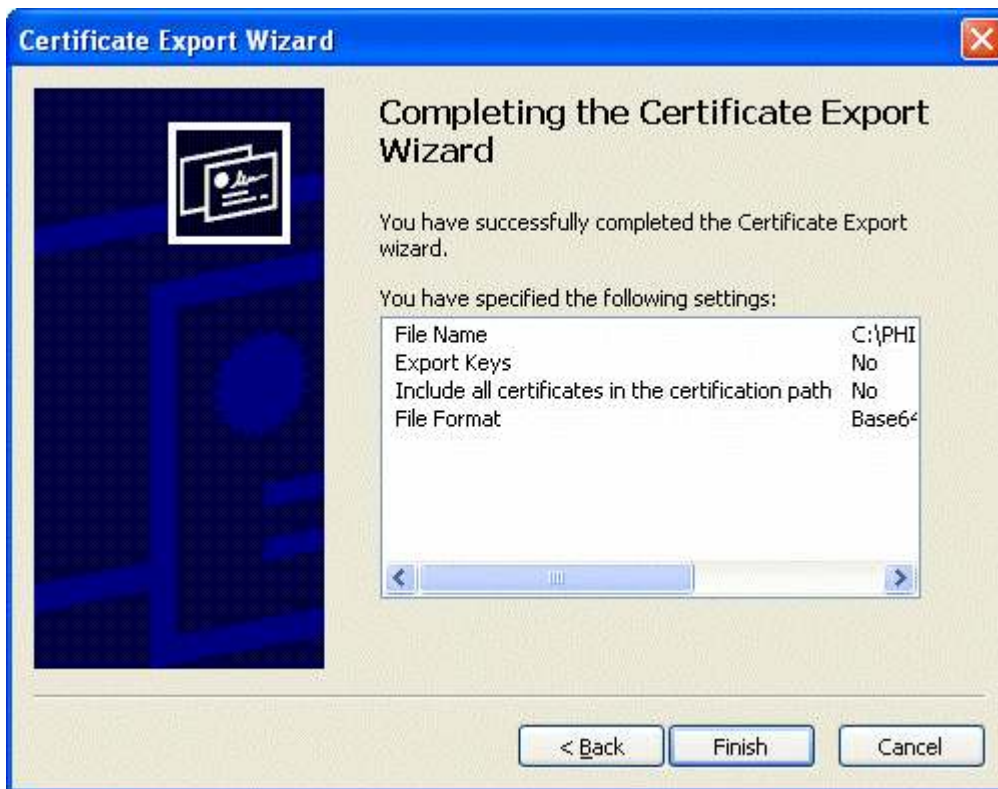 Certificate Export Wizard
Completing the Certificate Export
Wizard
You have successfully completed the Certificate Export
wizard.
You have specified the following settings:
File Name C:\PHI
Export Keys No
Include all certificates in the certification path No
File Format Base64
< Back Finish Cancel